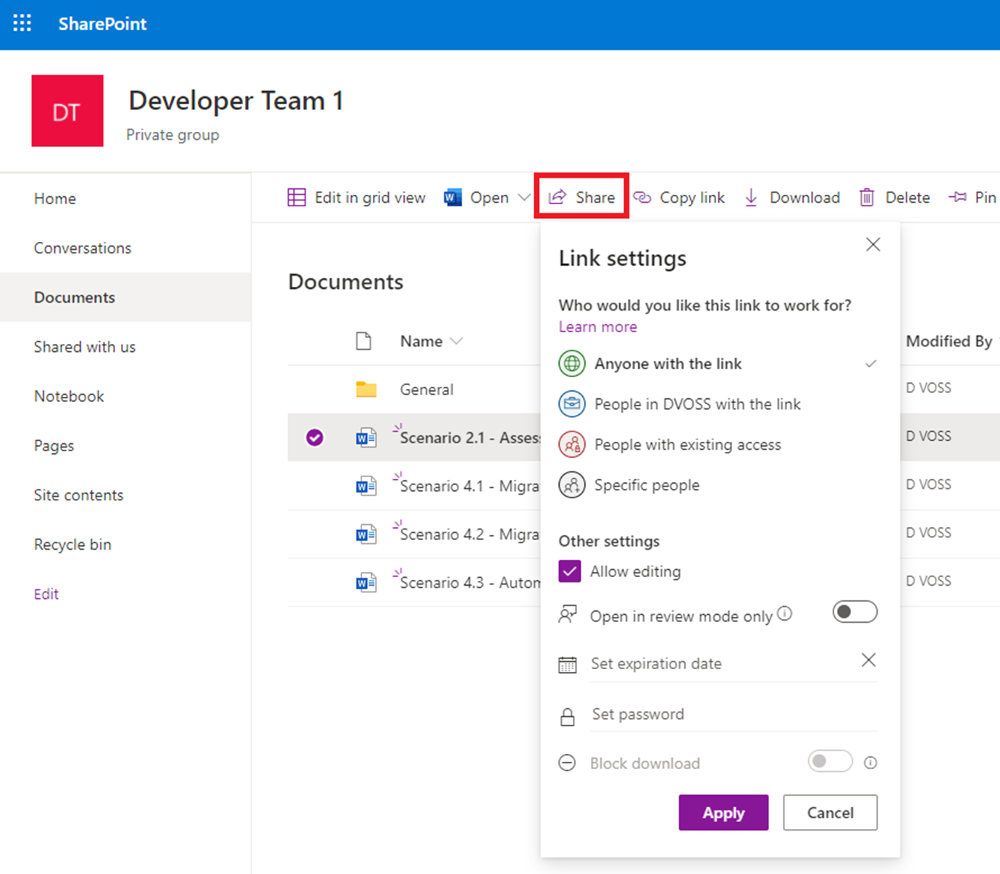 SharePoint
DT
Developer Team 1
Private group
Home
Conversations
Documents
Shared with us
Notebook
Pages
Site contents
Recycle bin
Edit
Edit in grid view Open Share Copy link Download Delete Pin
Documents
Name Modified By
General D VOSS
Scenario 2.1 - Asses D VOSS
Scenario 4.1 - Migra D VOSS
Scenario 4.2 - Migra D VOSS
Scenario 4.3 - Autom D VOSS
Link settings
Who would you like this link to work for?
Learn more
Anyone with the link
People in DVOSS with the link
People with existing access
Specific people
Other settings
Allow editing
Open in review mode only
Set expiration date
Set password
Block download
Apply Cancel